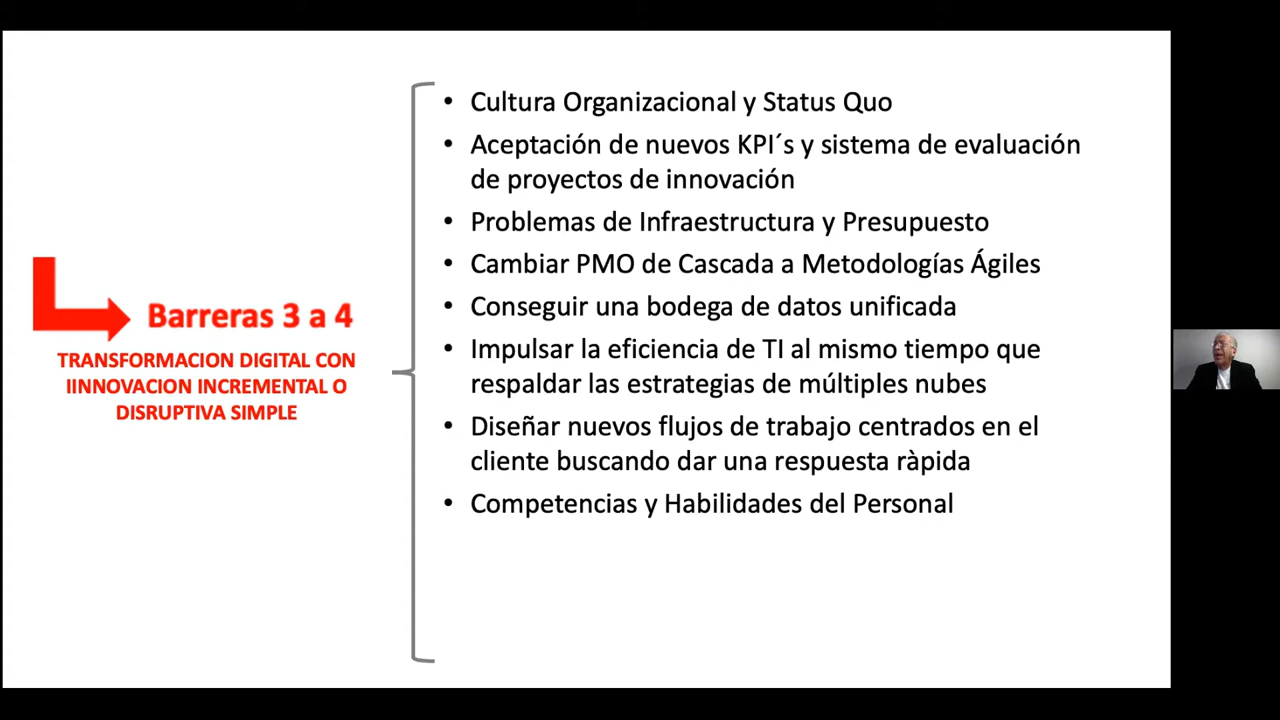 Barreras 3 a 4
TRANSFORMACION DIGITAL CON
IINNOVACION INCREMENTAL O
DISRUPTIVA SIMPLE
• Cultura Organizacional y Status Quo
• Aceptación de nuevos KPI´s y sistema de evaluación
de proyectos de innovación
• Problemas de Infraestructura y Presupuesto
• Cambiar PMO de Cascada a Metodologías Ágiles
• Conseguir una bodega de datos unificada
• Impulsar la eficiencia de TI al mismo tiempo que
respaldar las estrategias de múltiples nubes
• Diseñar nuevos flujos de trabajo centrados en el
cliente buscando dar una respuesta ràpida
• Competencias y Habilidades del Personal